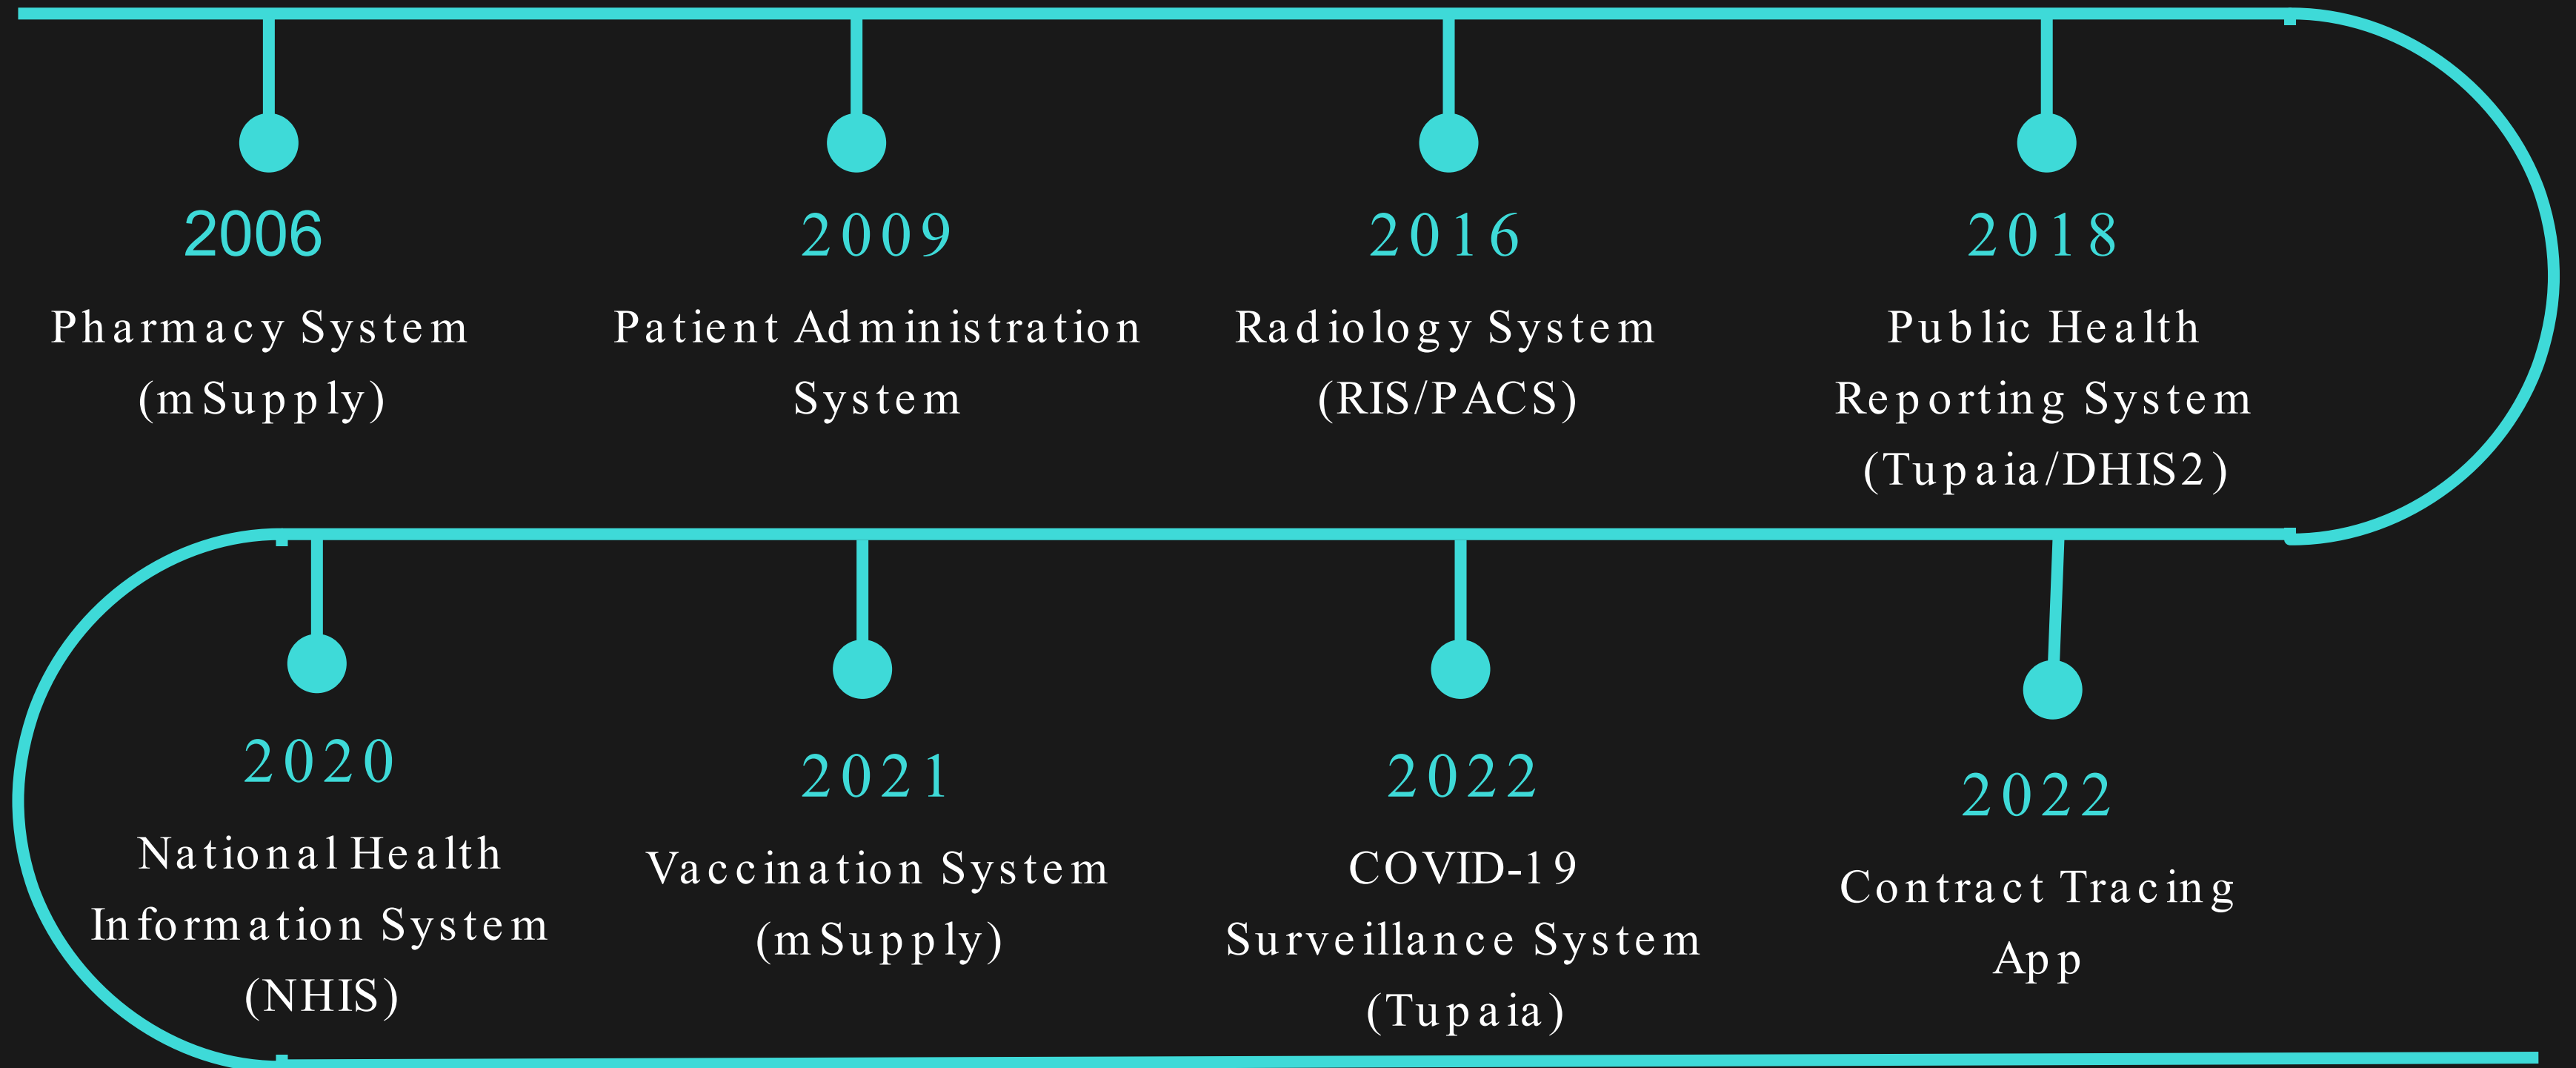 2006
Pharmacy System
(mSupply)
2009
Patient Administration
System
2016
Radiology System
(RIS/PACS)
2018
Public Health
Reporting System
(Tupaia/DHIS2)
2020
National Health
Information System
(NHIS)
2021
Vaccination System
(mSupply)
2022
COVID-19
Surveillance System
(Tupaia)
2022
Contract Tracing
App